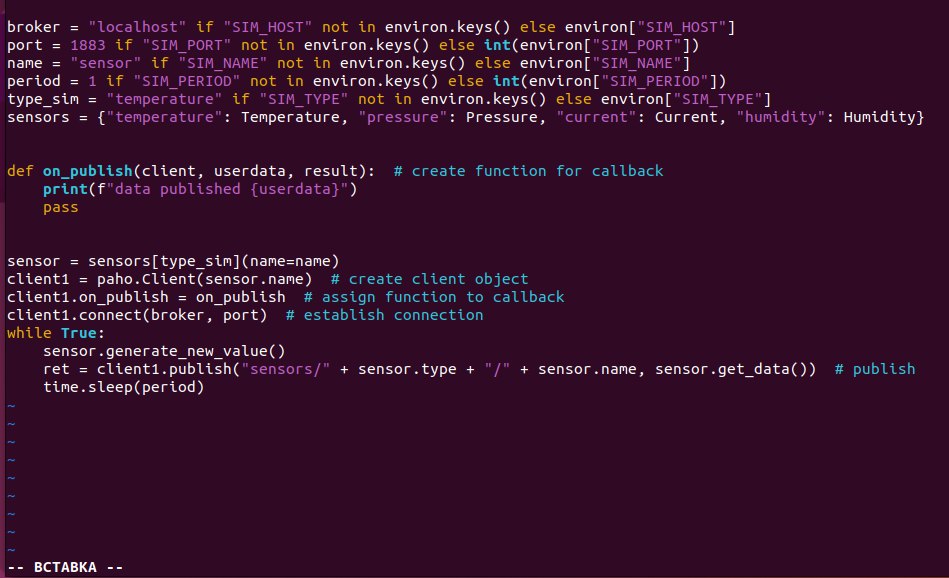 broker = "localhost" if "SIM_HOST" not in environ.keys() else environ["SIM_HOST"]
port = 1883 if "SIM_PORT" not in environ.keys() else int(environ["SIM_PORT"])
name = "sensor" if "SIM_NAME" not in environ.keys() else environ["SIM_NAME"]
period = 1 if "SIM_PERIOD" not in environ.keys() else int(environ["SIM_PERIOD"])
type_sim = "temperature" if "SIM_TYPE" not in environ.keys() else environ["SIM_TYPE"]
sensors = {"temperature": Temperature, "pressure": Pressure, "current": Current, "humidity": Humidity}
def on_publish(client, userdata, result):  # create function for callback
    print(f"data published {userdata}")
    pass
sensor = sensors[type_sim](name=name)
client1 = paho.Client(sensor.name)  # create client object
client1.on_publish = on_publish  # assign function to callback
client1.connect(broker, port)  # establish connection
while True:
    sensor.generate_new_value()
    ret = client1.publish("sensors/" + sensor.type + "/" + sensor.name, sensor.get_data())  # publish
    time.sleep(period)
~
~
~
~
~
~
~
~
~
-- ВСТАВКА --